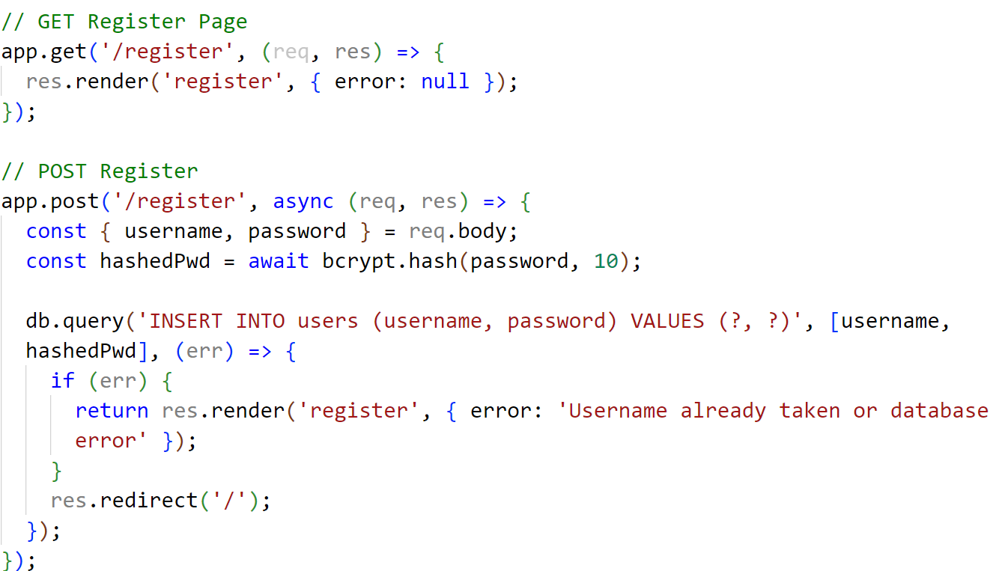 // GET Register Page
app.get('/register', (req, res) => {
  res.render('register', { error: null });
});

// POST Register
app.post('/register', async (req, res) => {
  const { username, password } = req.body;
  const hashedPwd = await bcrypt.hash(password, 10);

  db.query('INSERT INTO users (username, password) VALUES (?, ?)', [username,
  hashedPwd], (err) => {
    if (err) {
      return res.render('register', { error: 'Username already taken or database
      error' });
    }
    res.redirect('/');
  });
});